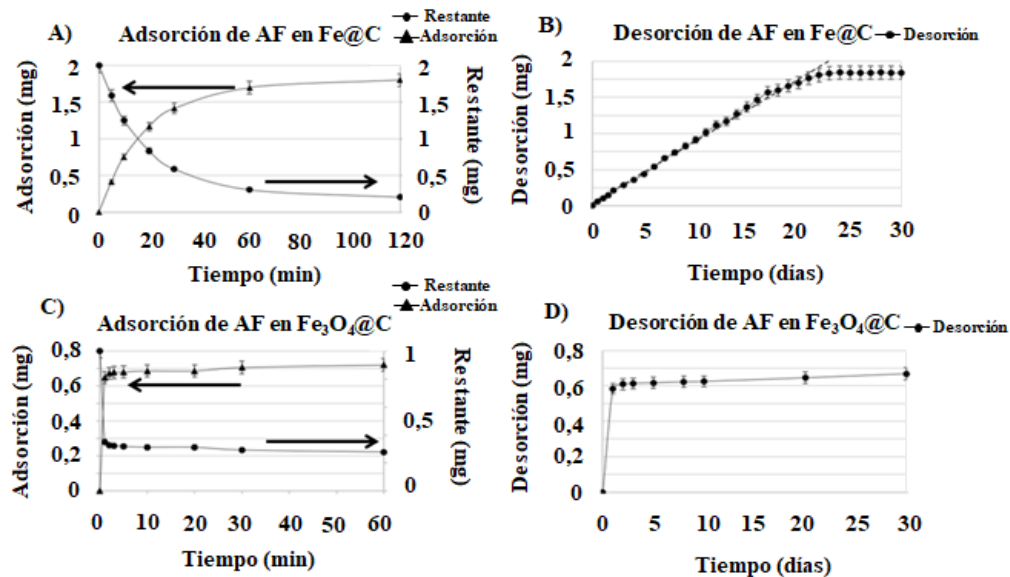 A)
Adsorción de AF en Fe@C
Restante
Adsorción
Adsorción (mg)
2
1,5
1
0,5
0
Restante (mg)
2
1,5
1
0,5
0
0 20 40 60 80 100 120
Tiempo (min)
B)
Desorción de AF en Fe@C
Desorción
Desorción (mg)
2
1,5
1
0,5
0
0 5 10 15 20 25 30
Tiempo (días)
C)
Adsorción de AF en Fe₃O₄@C
Restante
Adsorción
Adsorción (mg)
0,8
0,6
0,4
0,2
0
Restante (mg)
1
0,5
0
0 10 20 30 40 50 60
Tiempo (min)
D)
Desorción de AF en Fe₃O₄@C
Desorción
Desorción (mg)
0,8
0,6
0,4
0,2
0
0 5 10 20 30
Tiempo (días)